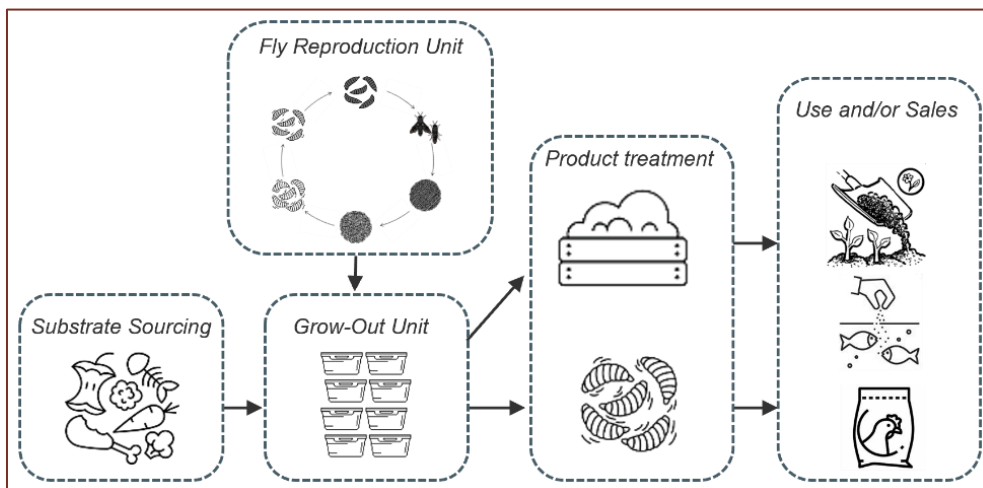 Fly Reproduction Unit
Use and/or Sales
Product treatment
Substrate Sourcing
Grow-Out Unit